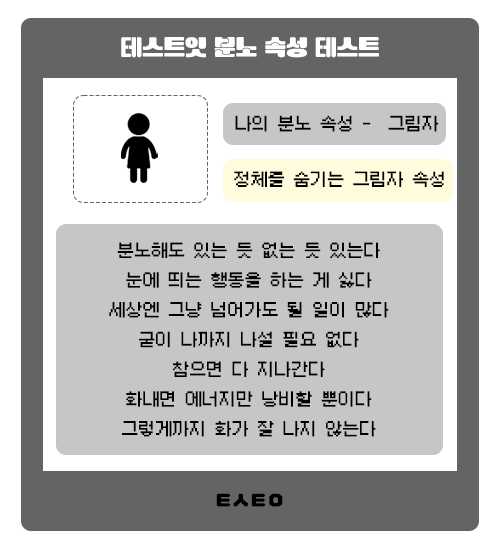 테스트잇 분노 속성 테스트
나의 분노 속성 - 그림자
정체를 숨기는 그림자 속성
분노해도 있는 듯 없는 듯 있는다
눈에 띄는 행동을 하는 게 싫다
세상엔 그냥 넘어가도 될 일이 많다
굳이 나까지 나설 필요 없다
참으면 다 지나간다
화내면 에너지만 낭비할 뿐이다
그렇게까지 화가 잘 나지 않는다
ㅌㅅㅌㅇ